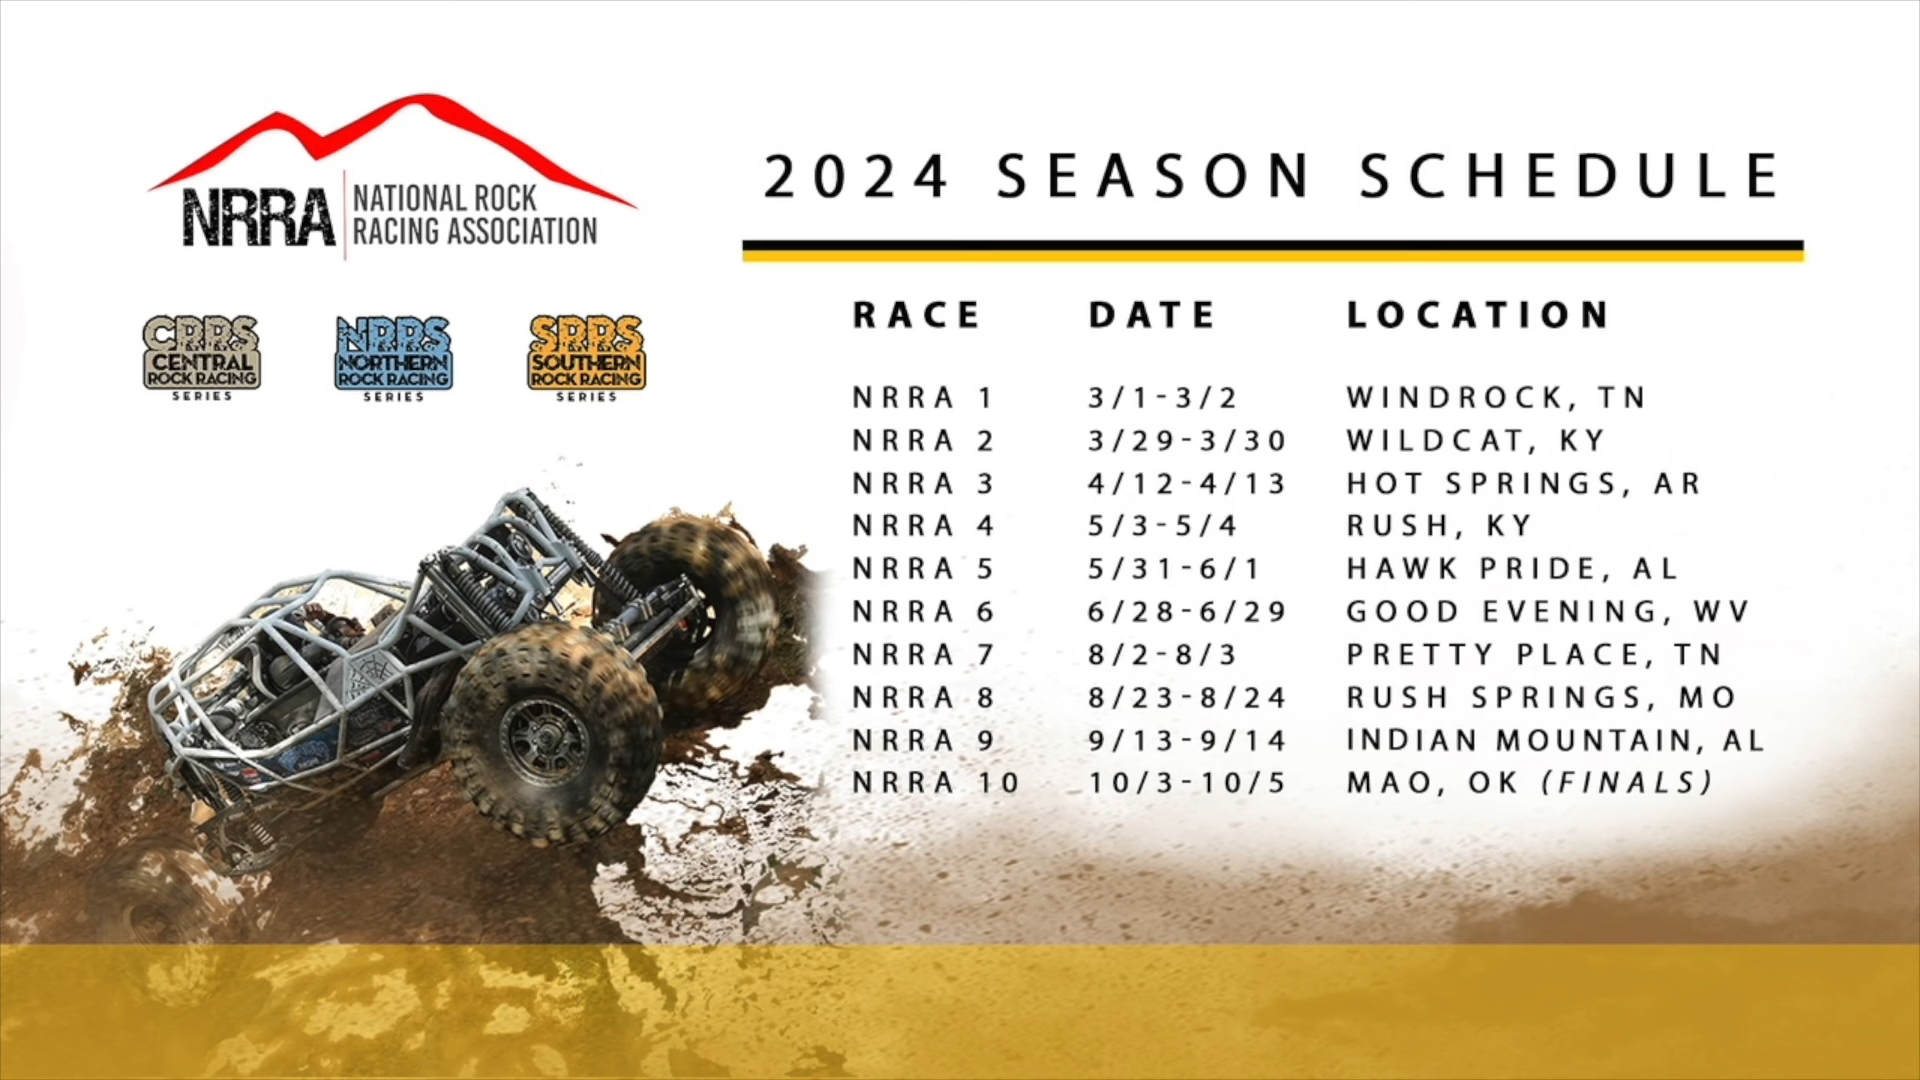 NRRA
NATIONAL ROCK
RACING ASSOCIATION
CRRS
CENTRAL
ROCK RACING
SERIES
NRRS
NORTHERN
ROCK RACING
SERIES
SRRS
SOUTHERN
ROCK RACING
SERIES
2024 SEASON SCHEDULE
RACE DATE LOCATION
NRRA 1 3/1-3/2 WINDROCK, TN
NRRA 2 3/29-3/30 WILDCAT, KY
NRRA 3 4/12-4/13 HOT SPRINGS, AR
NRRA 4 5/3-5/4 RUSH, KY
NRRA 5 5/31-6/1 HAWK PRIDE, AL
NRRA 6 6/28-6/29 GOOD EVENING, WV
NRRA 7 8/2-8/3 PRETTY PLACE, TN
NRRA 8 8/23-8/24 RUSH SPRINGS, MO
NRRA 9 9/13-9/14 INDIAN MOUNTAIN, AL
NRRA 10 10/3-10/5 MAO, OK (FINALS)